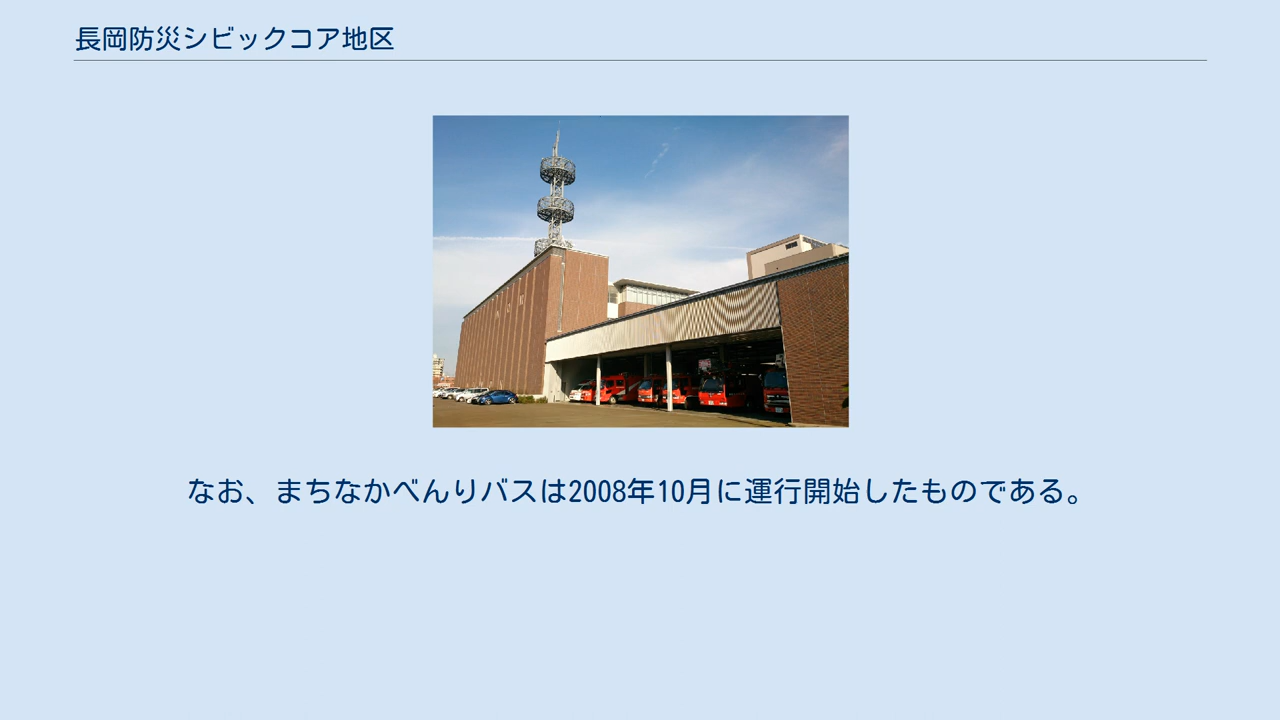 長岡防災シビックコア地区
なお、まちなかべんりバスは2008年10月に運行開始したものである。